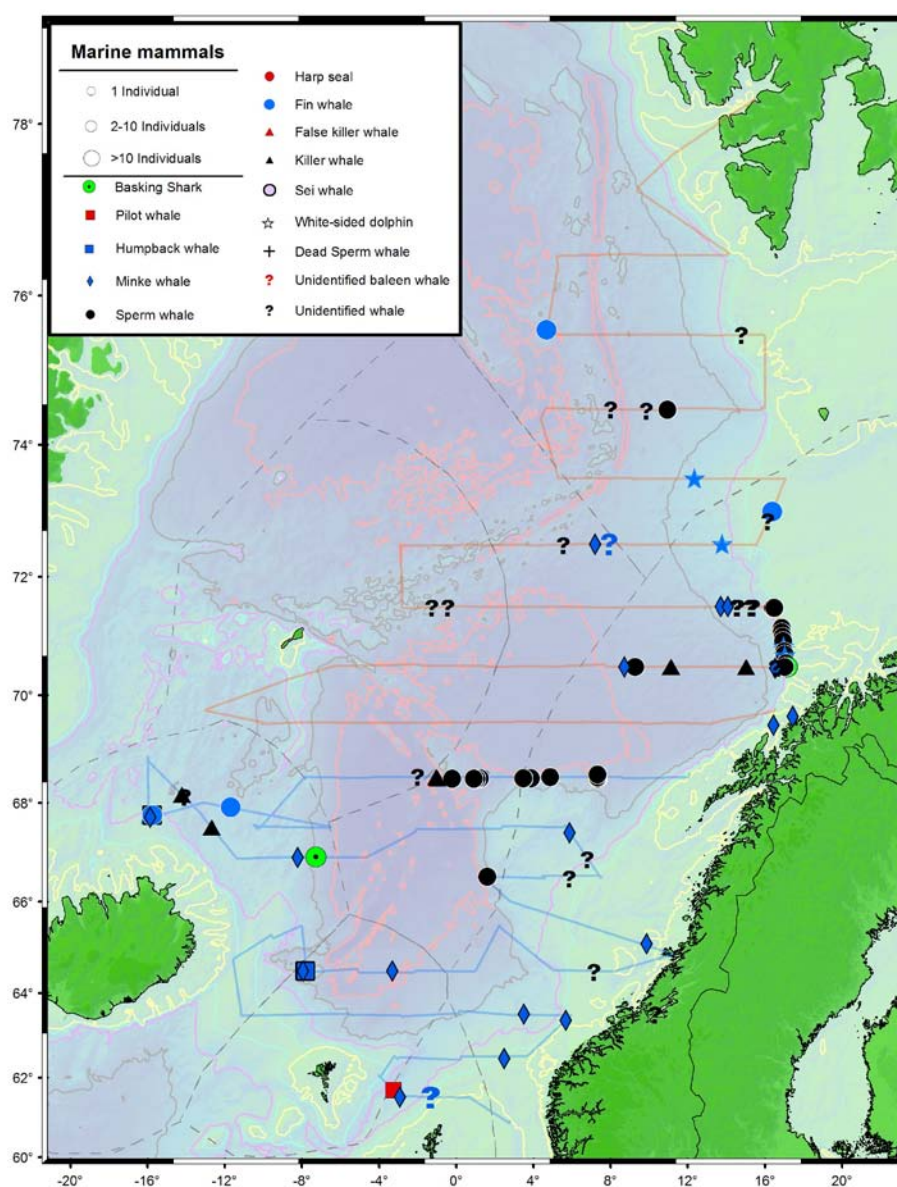 Marine mammals
1 Individual
2-10 Individuals
>10 Individuals
Basking Shark
Pilot whale
Humpback whale
Minke whale
Sperm whale
Harp seal
Fin whale
False killer whale
Killer whale
Sei whale
White-sided dolphin
Dead Sperm whale
? Unidentified baleen whale
? Unidentified whale
78°
76°
?
? ?
74°
?
? ?
72°
?? ??
70°
?
68°
?
?
?
66°
?
64°
62°
?
60°
-20° -16° -12° -8° -4° 0° 4° 8° 12° 16° 20°